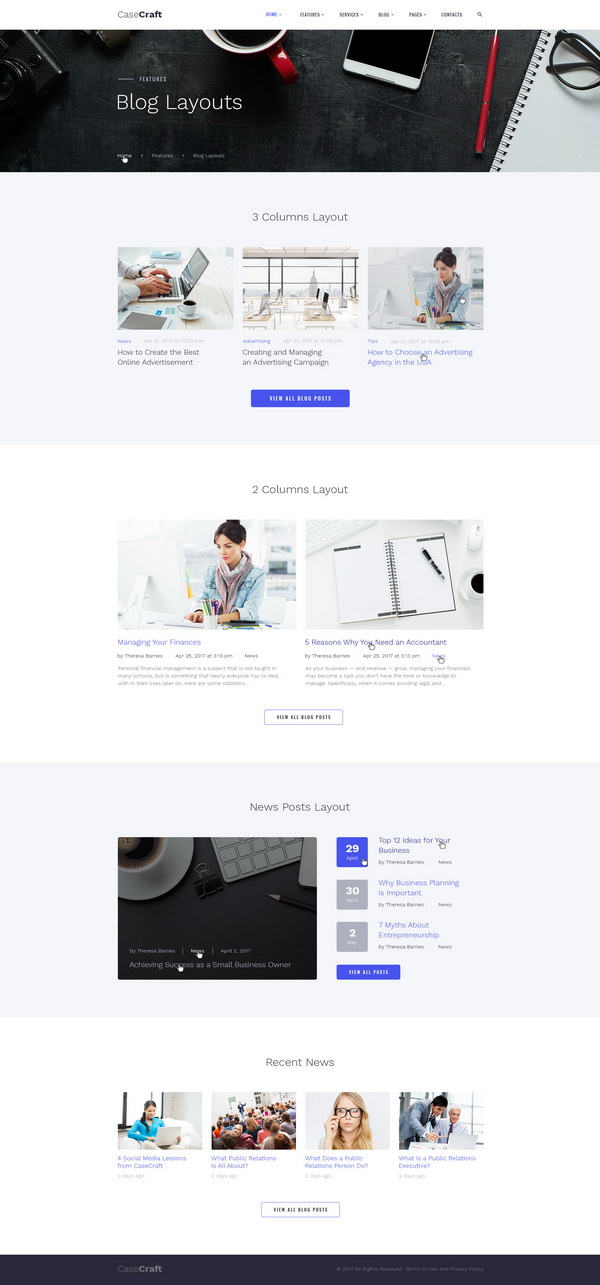 CaseCraft
HOME
FEATURES
SERVICES
BLOG
PAGES
CONTACTS
FEATURES
Blog Layouts
Home
Features
Blog Layouts
3 Columns Layout
News
Apr 21, 2017 at 12:05 pm
How to Create the Best
Online Advertisement
Advertising
Apr 21, 2017 at 12:05 pm
Creating and Managing
an Advertising Campaign
Tips
Apr 21, 2017 at 12:05 pm
How to Choose an Advertising
Agency in the USA
VIEW ALL BLOG POSTS
2 Columns Layout
Managing Your Finances
by Theresa Barnes
Apr 25, 2017 at 3:13 pm
News
Personal financial management is a subject that is not taught in
many schools, but is something that nearly everyone has to deal
with in their lives later on. Here are some statistics...
5 Reasons Why You Need an Accountant
by Theresa Barnes
Apr 25, 2017 at 3:13 pm
News
As your business — and revenue — grow, managing your financials
may become a task you don't have the time or knowledge to
manage. Specifically, when it comes avoiding legal and...
VIEW ALL BLOG POSTS
News Posts Layout
by Theresa Barnes
News
April 2, 2017
Achieving Success as a Small Business Owner
29
April
Top 12 Ideas for Your
Business
by Theresa Barnes
News
30
April
Why Business Planning
is Important
by Theresa Barnes
News
2
May
7 Myths About
Entrepreneurship
by Theresa Barnes
News
VIEW ALL POSTS
Recent News
4 Social Media Lessons
from CaseCraft
2 days ago
What Public Relations
Is All About?
2 days ago
What Does a Public
Relations Person Do?
2 days ago
What Is a Public Relations
Executive?
2 days ago
VIEW ALL BLOG POSTS
CaseCraft
© 2017 All Rights Reserved. Terms of Use and Privacy Policy